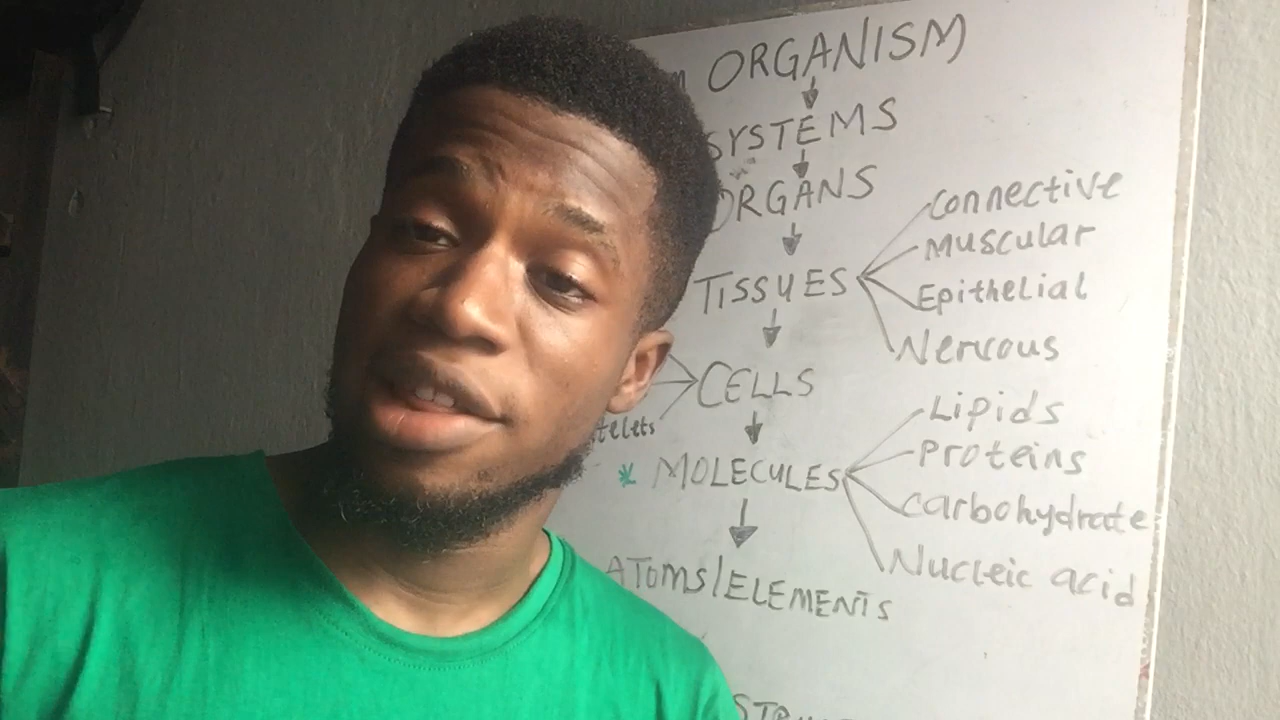 ORGANISM
SYSTEMS
ORGANS
TISSUES
Connective
Muscular
Epithelial
Nervous
CELLS
telets
* MOLECULES
Lipids
Proteins
carbohydrate
Nucleic acid
ATOMS/ELEMENTS